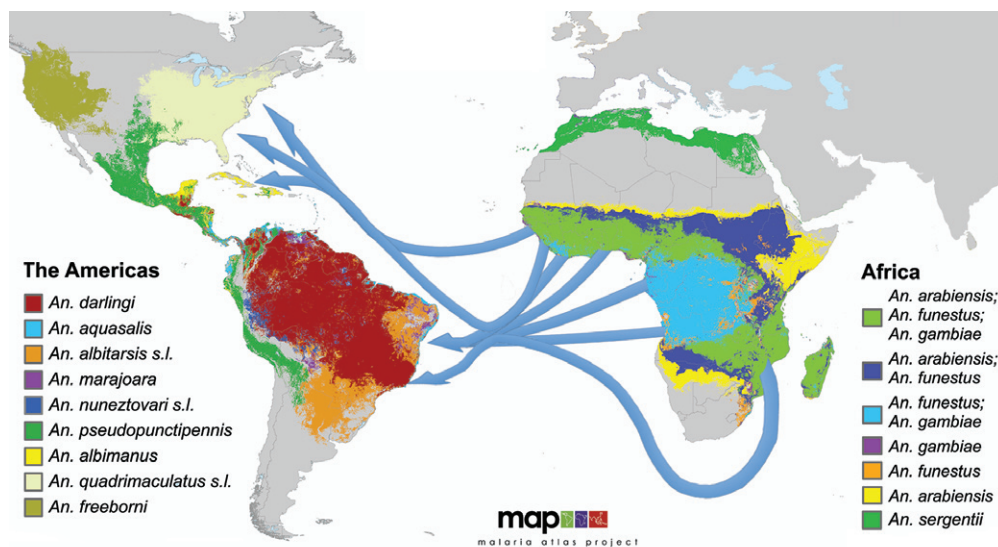 The Americas
An. darlingi
An. aquasalis
An. albitarsis s.l.
An. marajoara
An. nuneztovari s.l.
An. pseudopunctipennis
An. albimanus
An. quadrimaculatus s.l.
An. freeborni
Africa
An. arabiensis;
An. funestus;
An. gambiae
An. arabiensis;
An. funestus
An. funestus;
An. gambiae
An. gambiae
An. funestus
An. arabiensis
An. sergentii
map
malaria atlas project